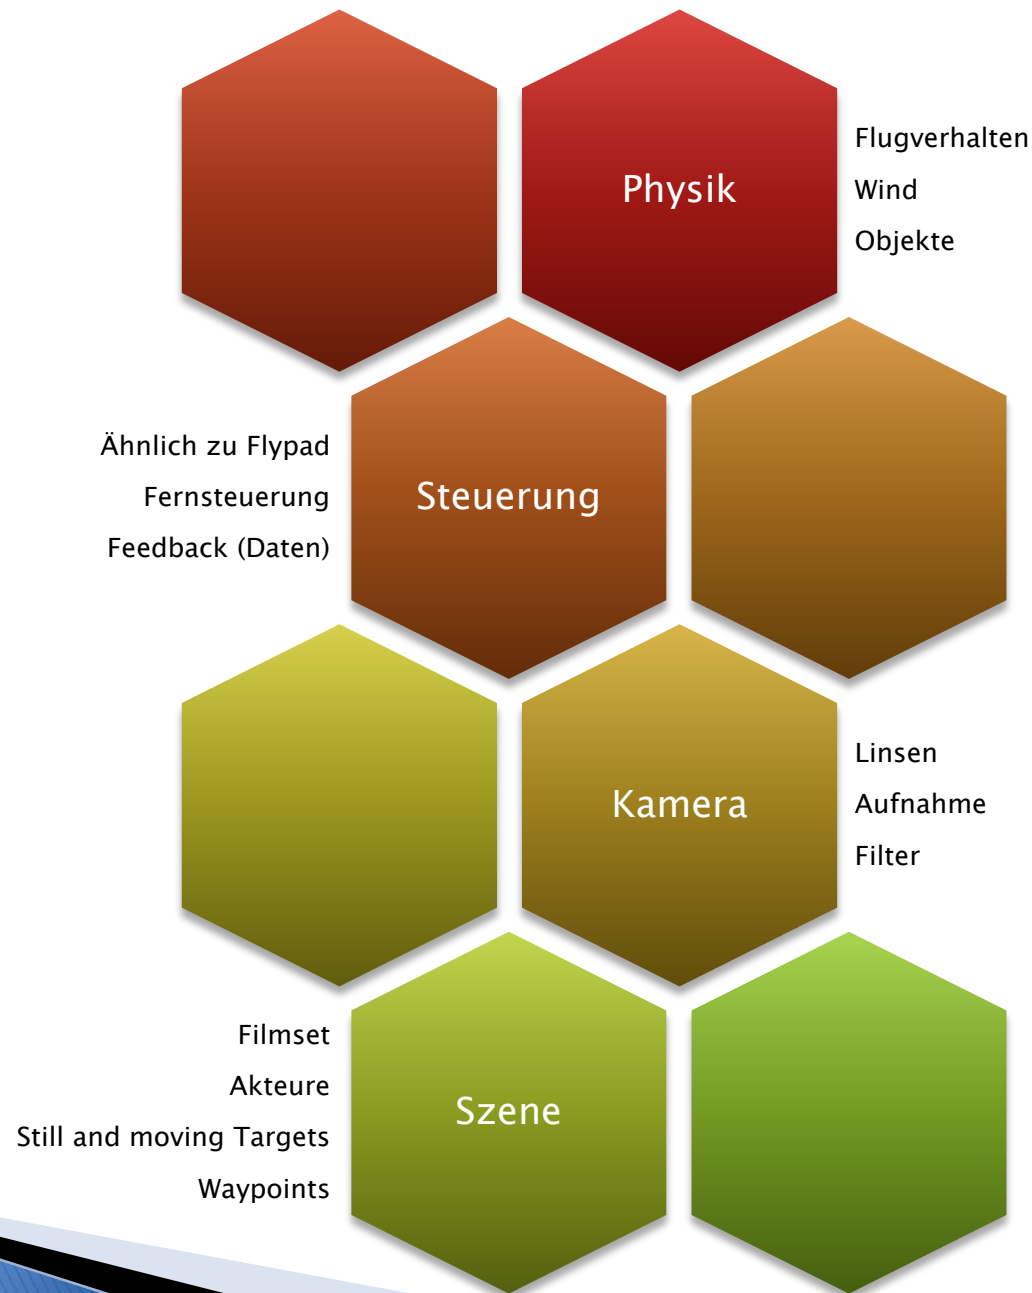 Physik
Flugverhalten
Wind
Objekte
Ähnlich zu Flypad
Fernsteuerung
Feedback (Daten)
Steuerung
Kamera
Linsen
Aufnahme
Filter
Filmset
Akteure
Still and moving Targets
Waypoints
Szene